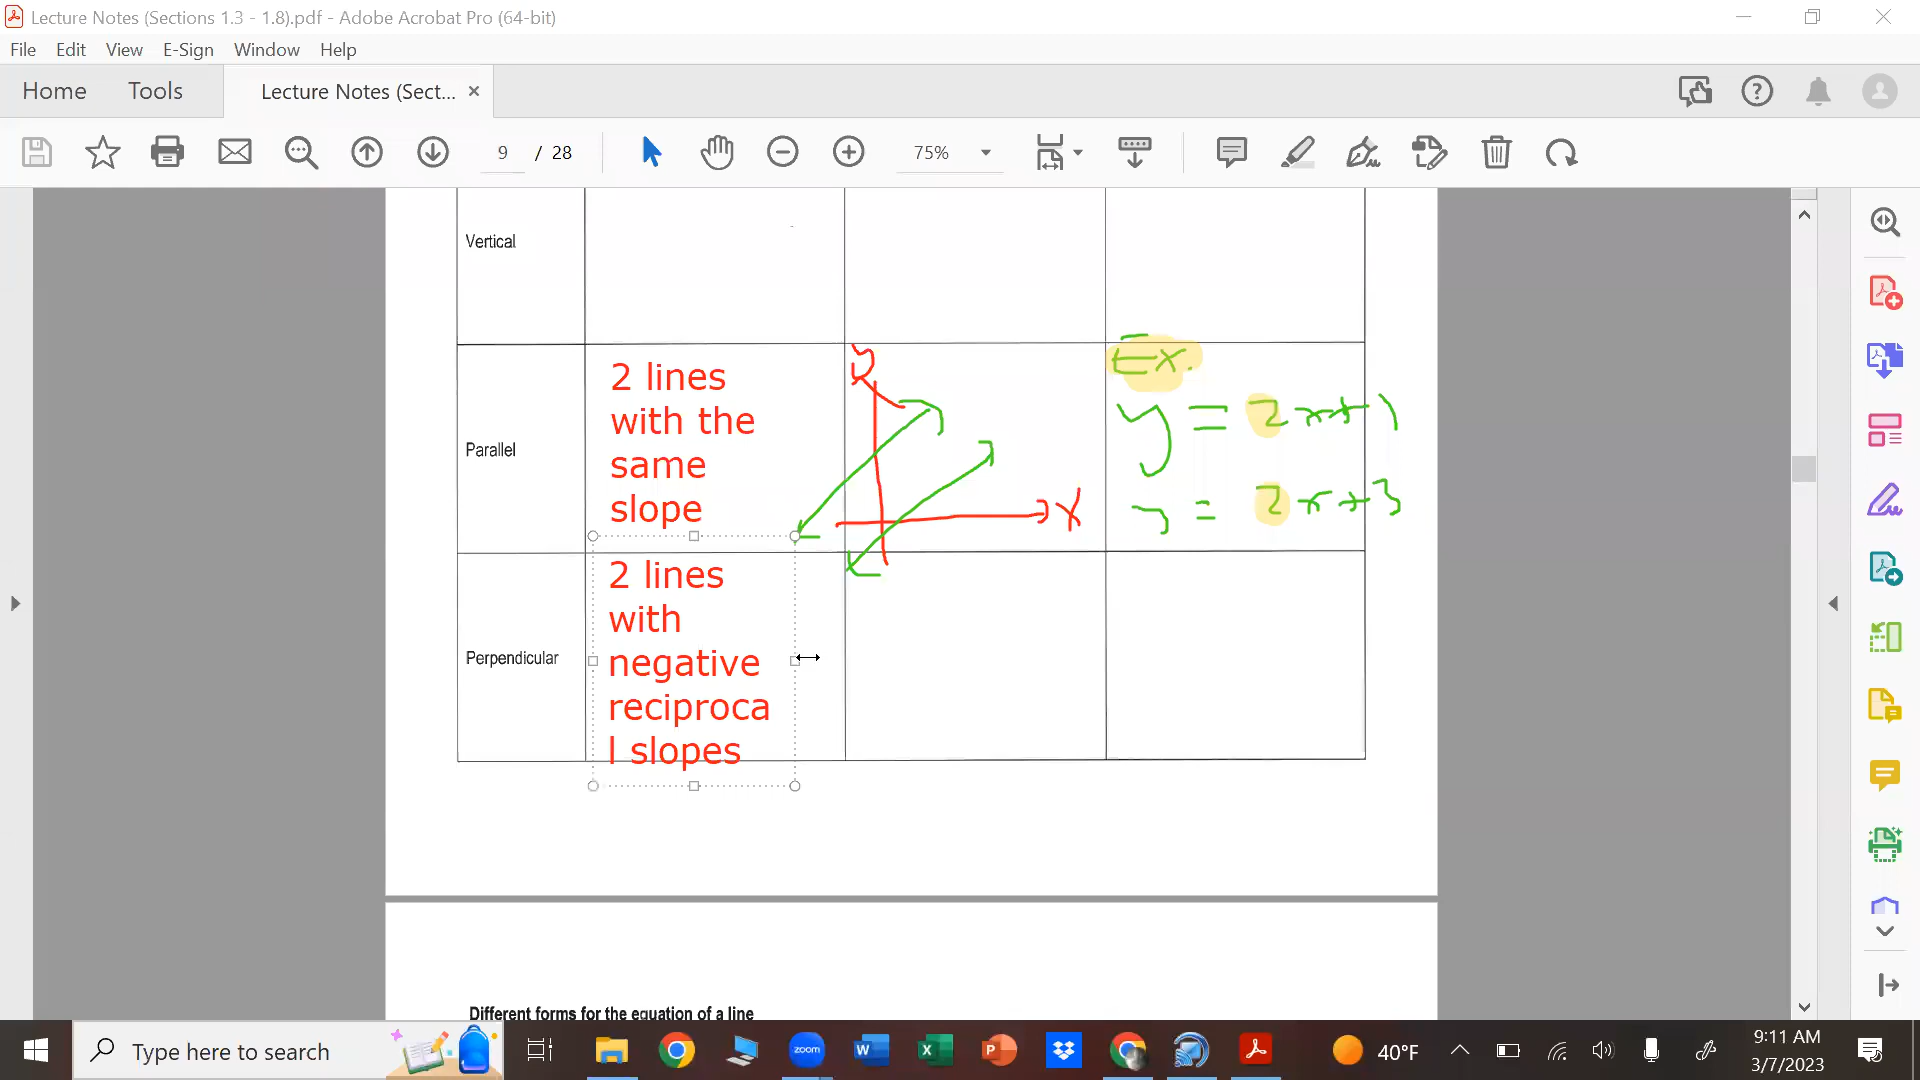 Lecture Notes (Sections 1.3 - 1.8).pdf - Adobe Acrobat Pro (64-bit)
File Edit View E-Sign Window Help
Home Tools Lecture Notes (Sect... ×
9 / 28 75%
Vertical
Parallel
2 lines
with the
same
slope
y
x
Ex.
y = 2x+1
y = 2x+3
Perpendicular
2 lines
with
negative
reciproca
l slopes
Different forms for the equation of a line
Type here to search
zoom
40°F
9:11 AM
3/7/2023